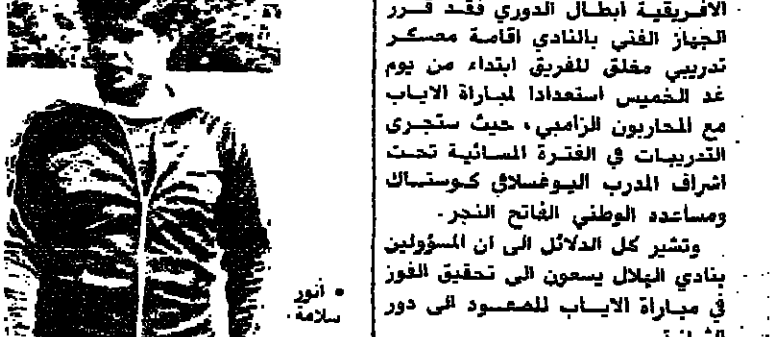 الافريقية ابطال الدوري فقد قرر
الجهاز الفني بالنادي اقامة معسكر
تدريبي مغلق للفريق ابتداء من يوم
غد الخميس استعدادا لمباراة الاياب
مع المحاربون الزامبي، حيث ستجرى
التدريبات في الفترة المسائية تحت
اشراف المدرب اليوغسلافي كوستاك
ومساعده الوطني الفاتح النجر.
وتشير كل الدلائل الى ان المسؤولين
بنادي الهلال يسعون الى تحقيق الفوز
في مباراة الاياب للصعود الى دور
● أنور
سلامة.